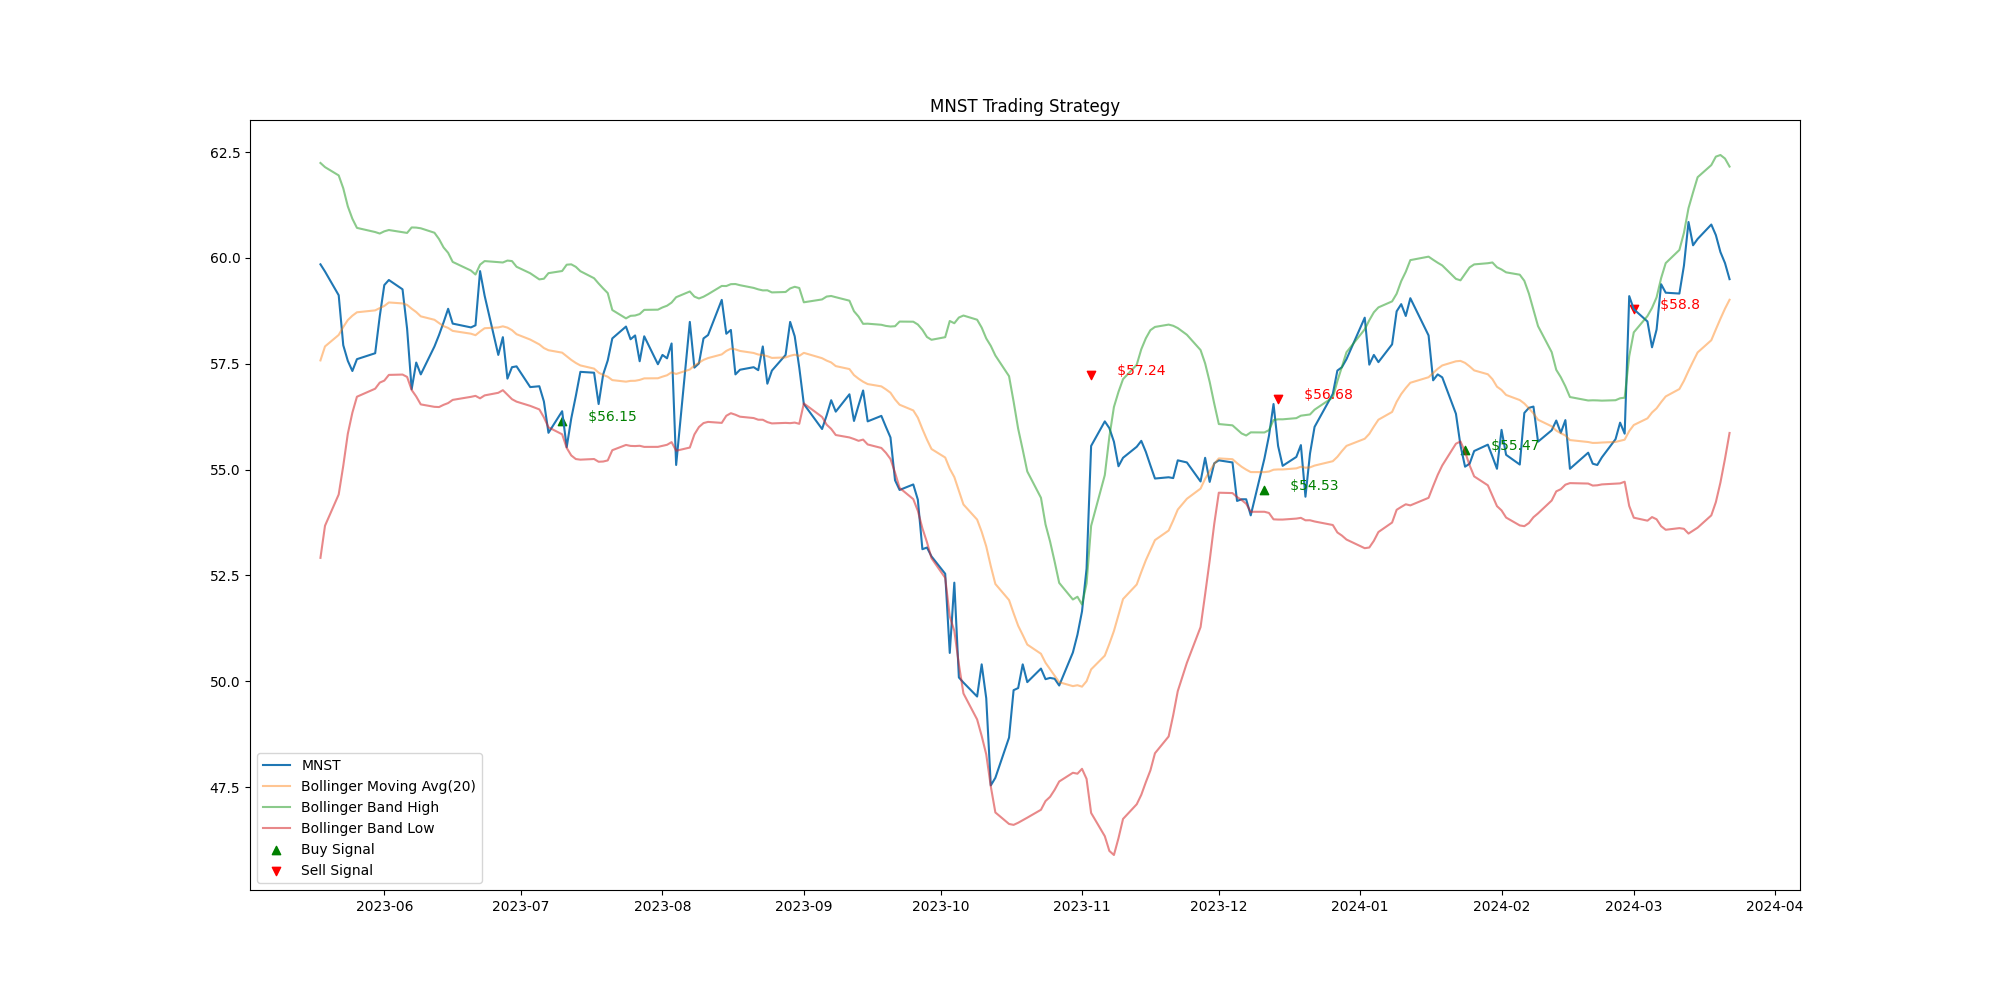 MNST Trading Strategy
62.5
60.0
57.5
55.0
52.5
50.0
47.5
$56.15
$57.24
$54.53
$56.68
$55.47
$58.8
MNST
Bollinger Moving Avg(20)
Bollinger Band High
Bollinger Band Low
Buy Signal
Sell Signal
2023-06 2023-07 2023-08 2023-09 2023-10 2023-11 2023-12 2024-01 2024-02 2024-03 2024-04